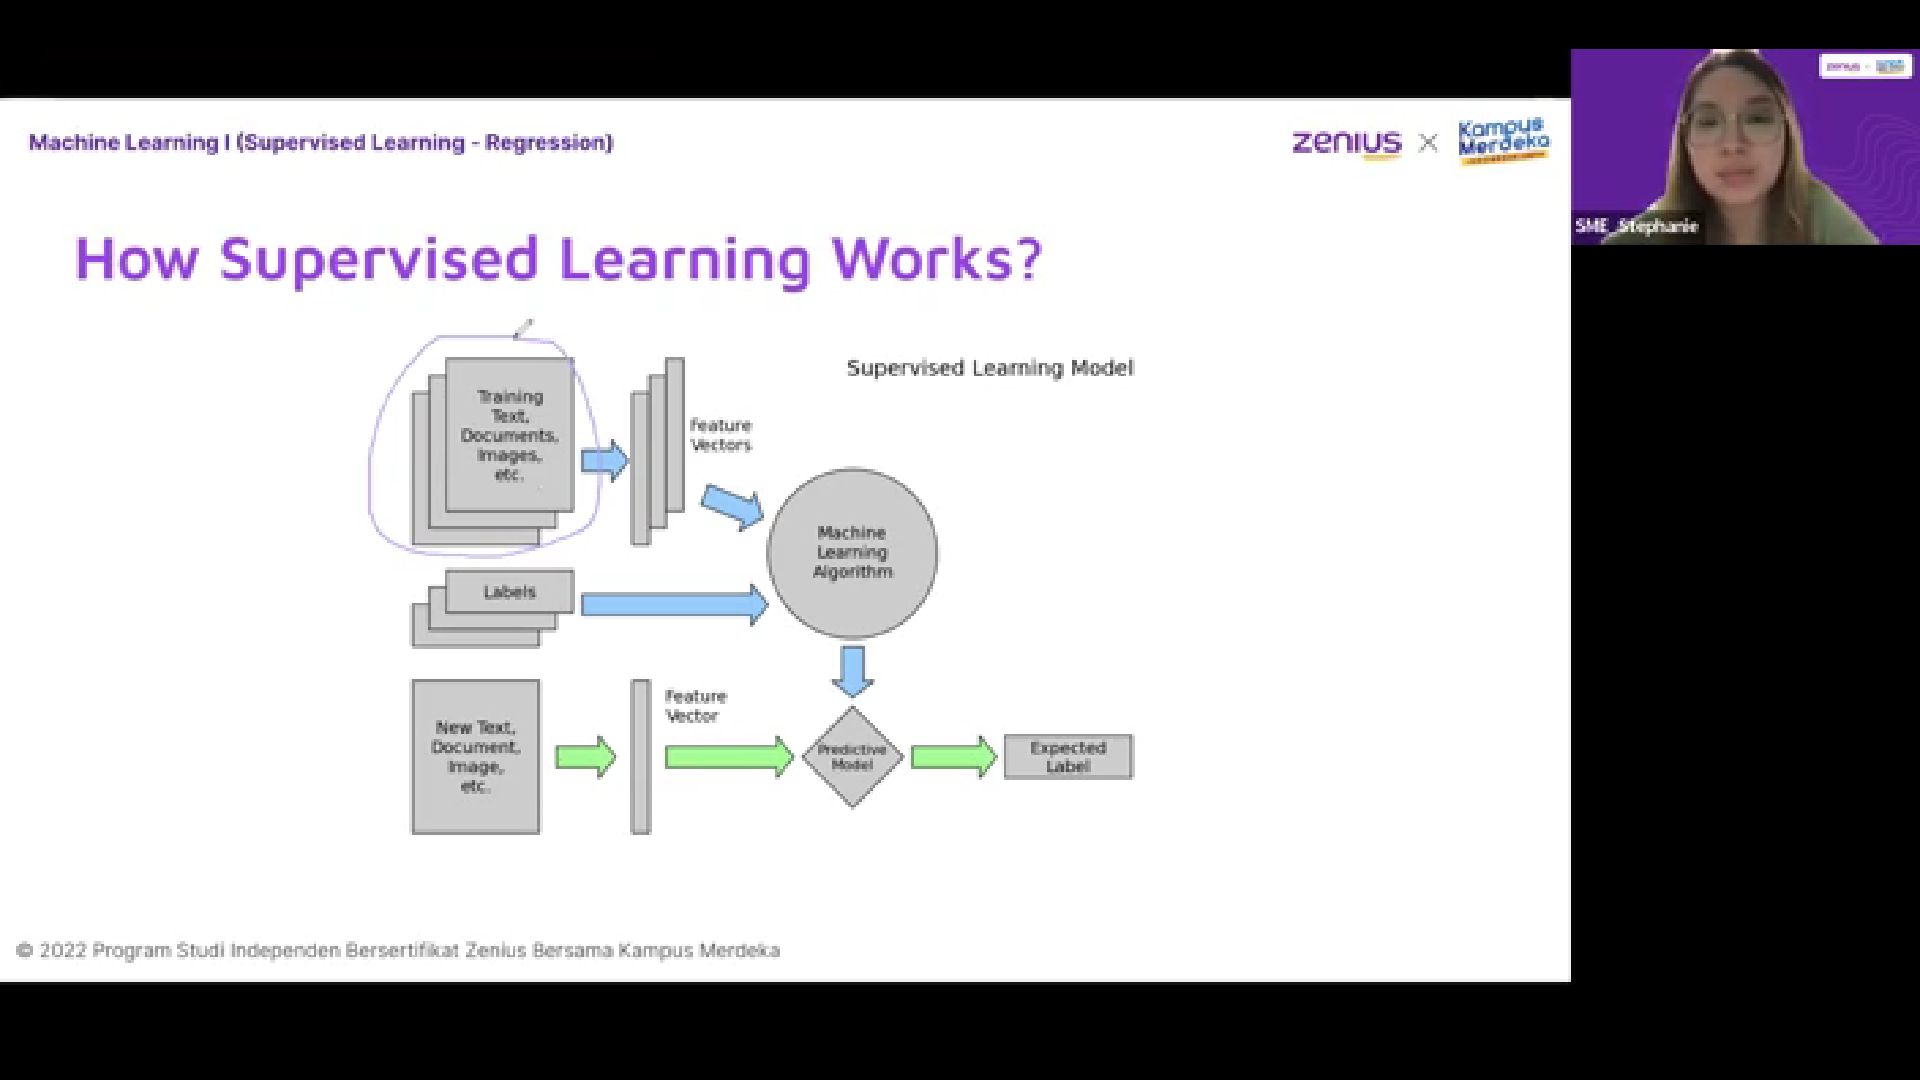 Machine Learning I (Supervised Learning - Regression)
zenius × Kampus Merdeka
zenius
SME_Stephanie
How Supervised Learning Works?
Supervised Learning Model
Training
Text,
Documents,
Images,
etc.
Feature
Vectors
Machine
Learning
Algorithm
Labels
New Text,
Document,
Image,
etc.
Feature
Vector
Predictive
Model
Expected
Label
© 2022 Program Studi Independen Bersertifikat Zenius Bersama Kampus Merdeka